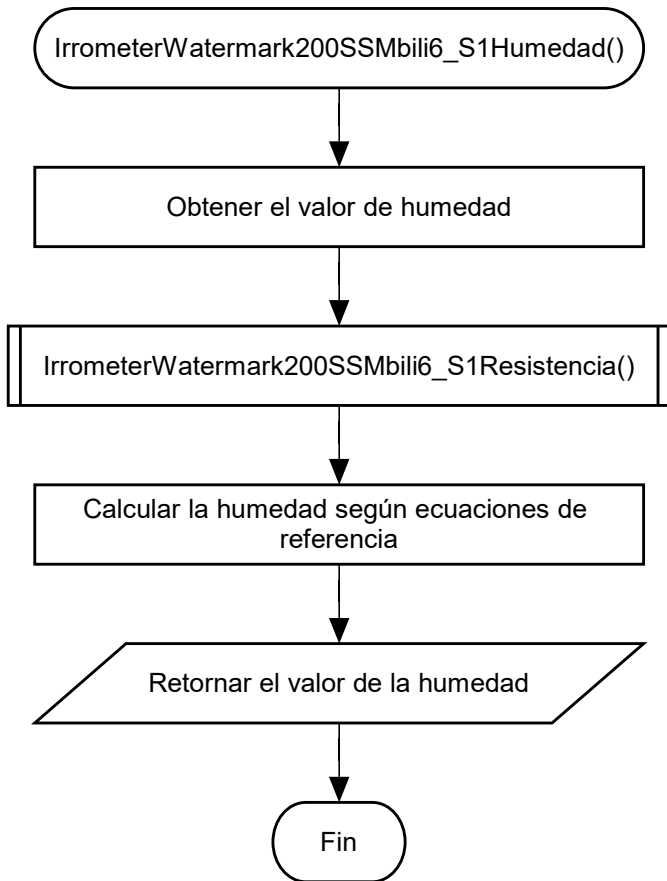 IrrometerWatermark200SSMbili6_S1Humedad()
Obtener el valor de humedad
IrrometerWatermark200SSMbili6_S1Resistencia()
Calcular la humedad según ecuaciones de
referencia
Retornar el valor de la humedad
Fin